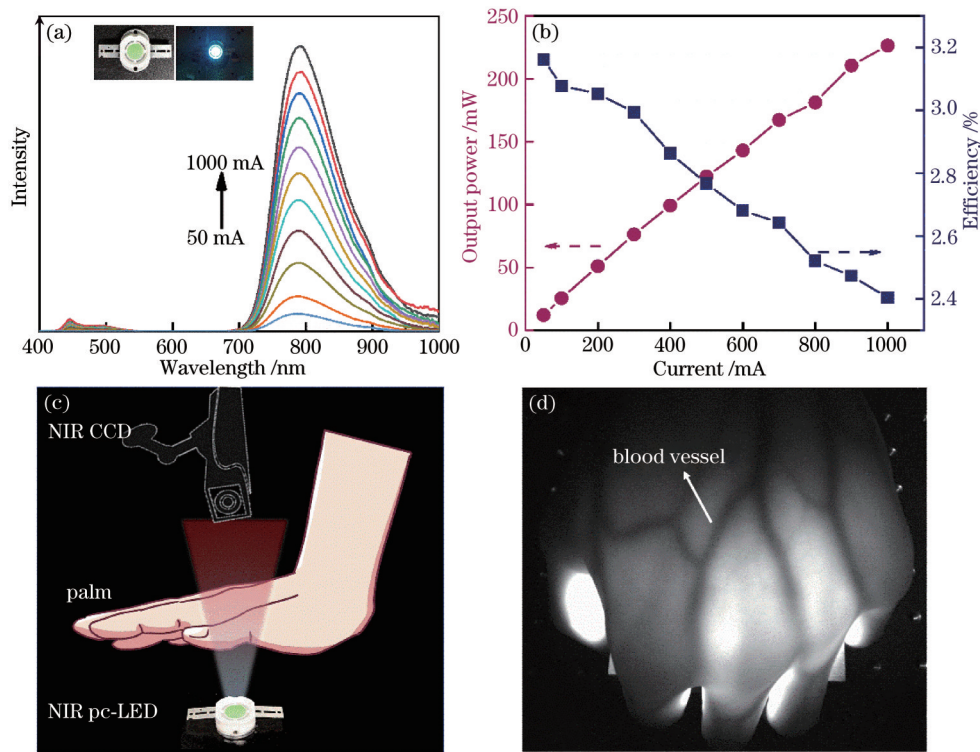 (a)
Intensity
1000 mA
50 mA
400 500 600 700 800 900 1000
Wavelength /nm
(b)
Output power /mW
250
200
150
100
50
0
3.2
3.0
2.8
2.6
2.4
Efficiency /%
0 200 400 600 800 1000
Current /mA
(c)
NIR CCD
palm
NIR pc-LED
(d)
blood vessel